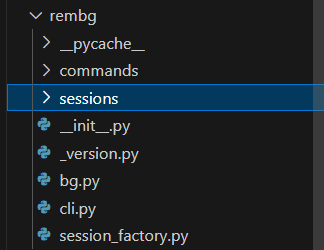 rembg
__pycache__
commands
sessions
__init__.py
_version.py
bg.py
cli.py
session_factory.py